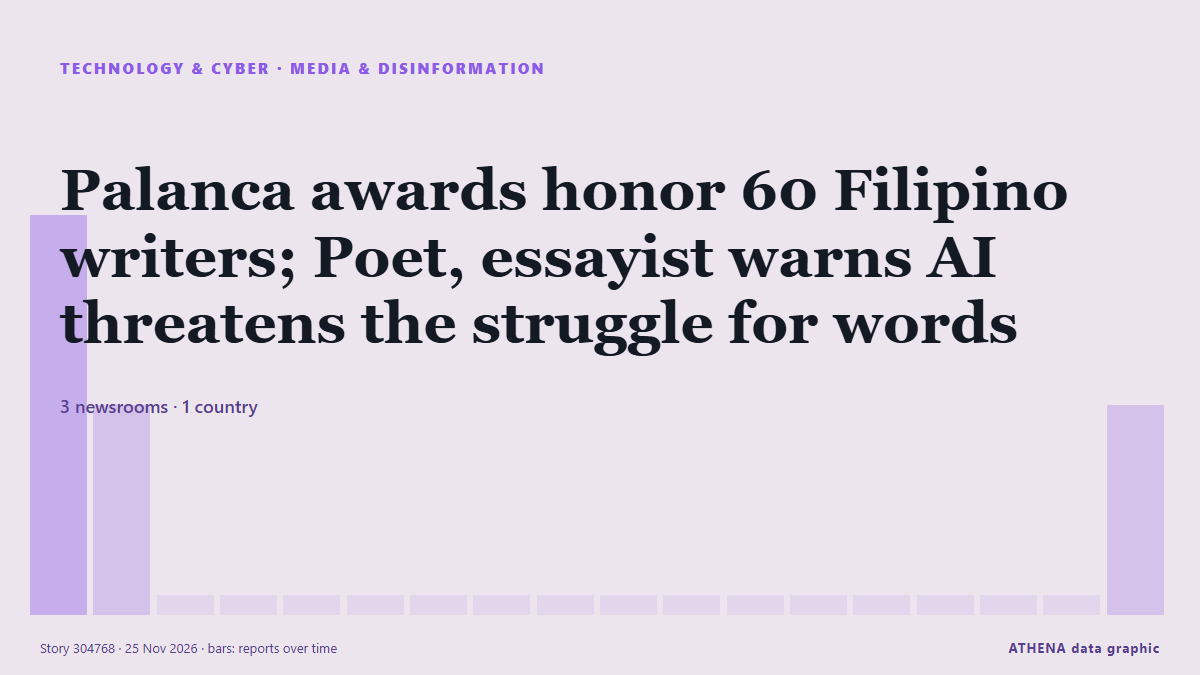 TECHNOLOGY & CYBER · MEDIA & DISINFORMATION
Palanca awards honor 60 Filipino
writers; Poet, essayist warns AI
threatens the struggle for words
3 newsrooms · 1 country
Story 304768 · 25 Nov 2026 · bars: reports over time
ATHENA data graphic